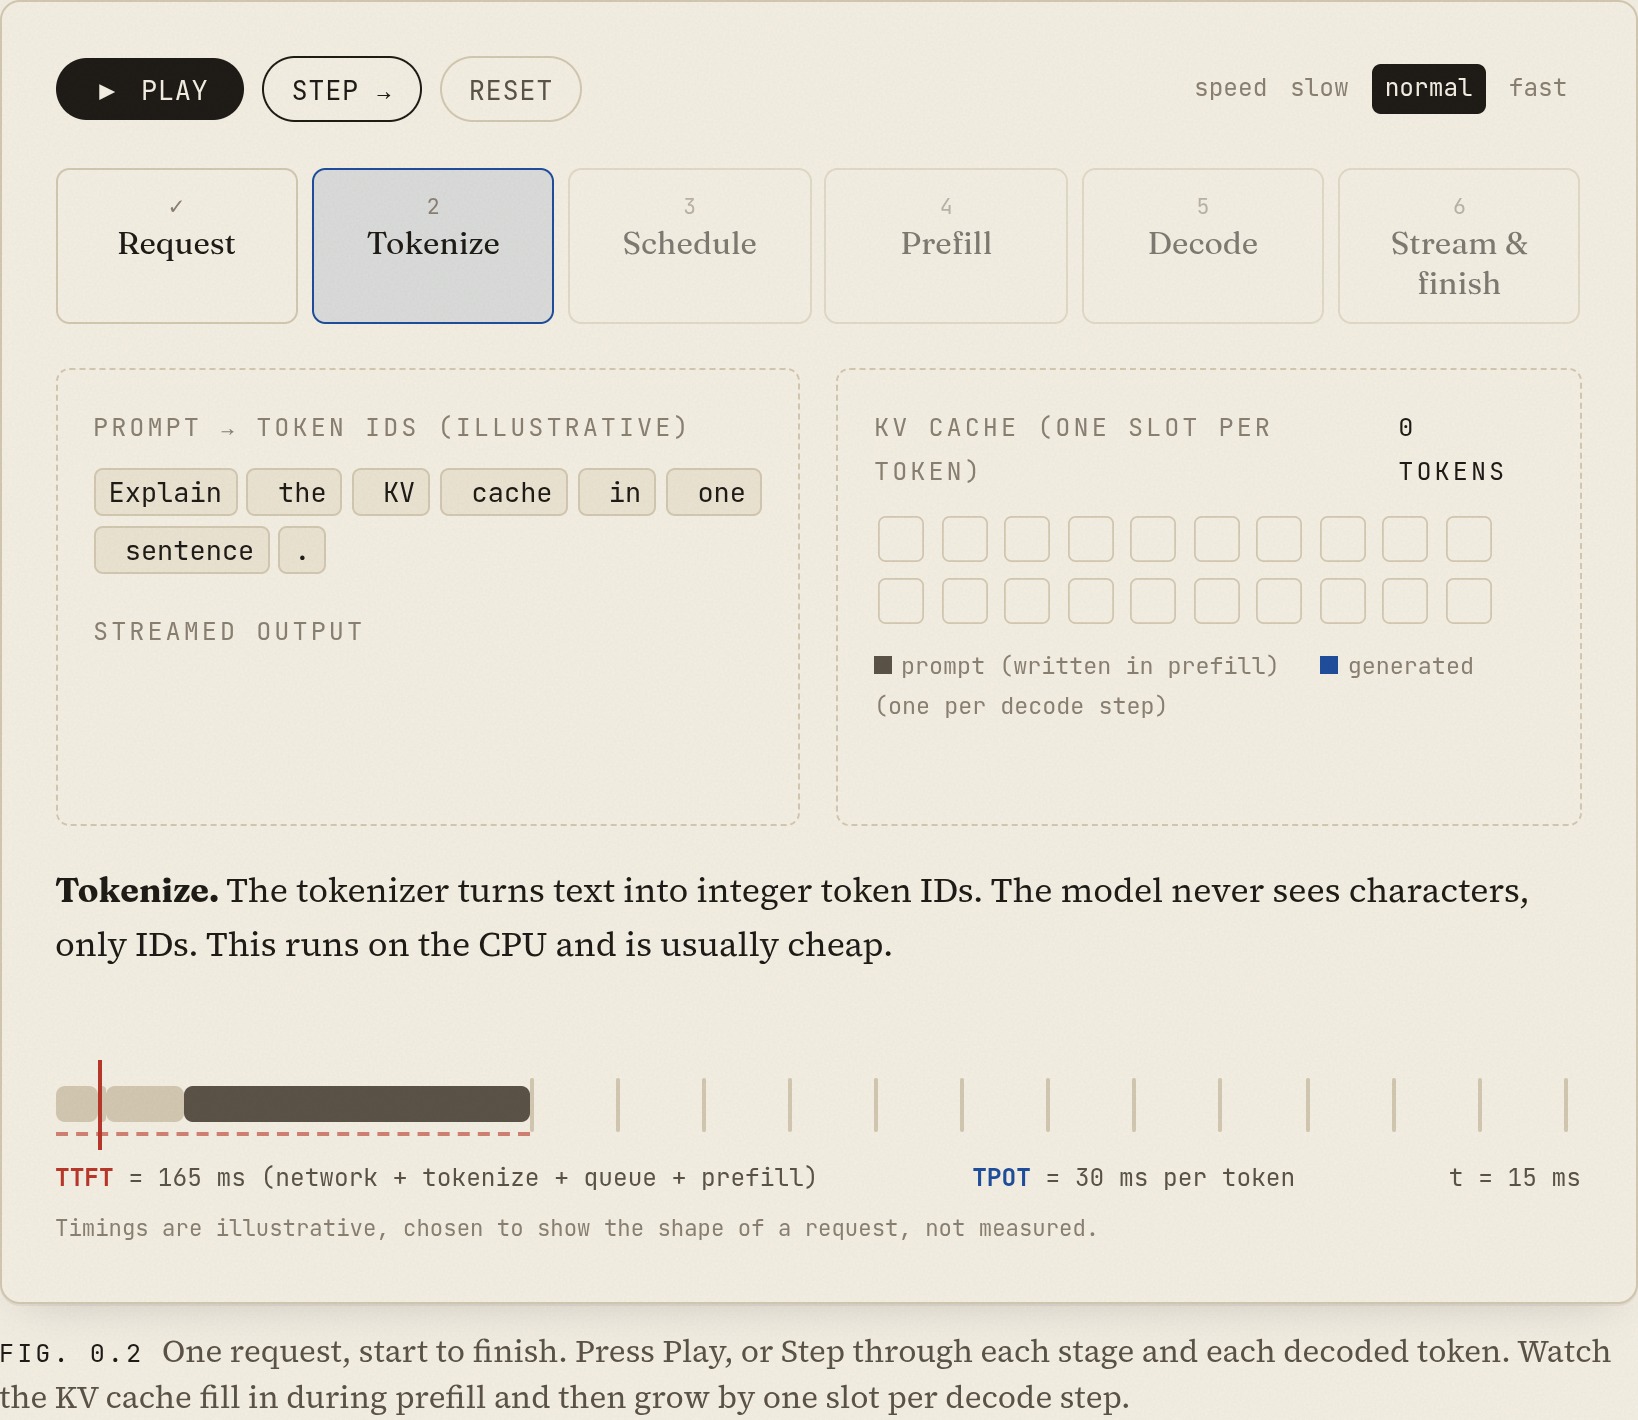 ▶ PLAY STEP → RESET speed slow normal fast
✓ 2 3 4 5 6
Request Tokenize Schedule Prefill Decode Stream &
finish
PROMPT → TOKEN IDS (ILLUSTRATIVE)
Explain the KV cache in one
sentence .
STREAMED OUTPUT
KV CACHE (ONE SLOT PER 0
TOKEN) TOKENS
prompt (written in prefill) generated
(one per decode step)
Tokenize. The tokenizer turns text into integer token IDs. The model never sees characters,
only IDs. This runs on the CPU and is usually cheap.
TTFT = 165 ms (network + tokenize + queue + prefill) TPOT = 30 ms per token t = 15 ms
Timings are illustrative, chosen to show the shape of a request, not measured.
FIG. 0.2 One request, start to finish. Press Play, or Step through each stage and each decoded token. Watch
the KV cache fill in during prefill and then grow by one slot per decode step.